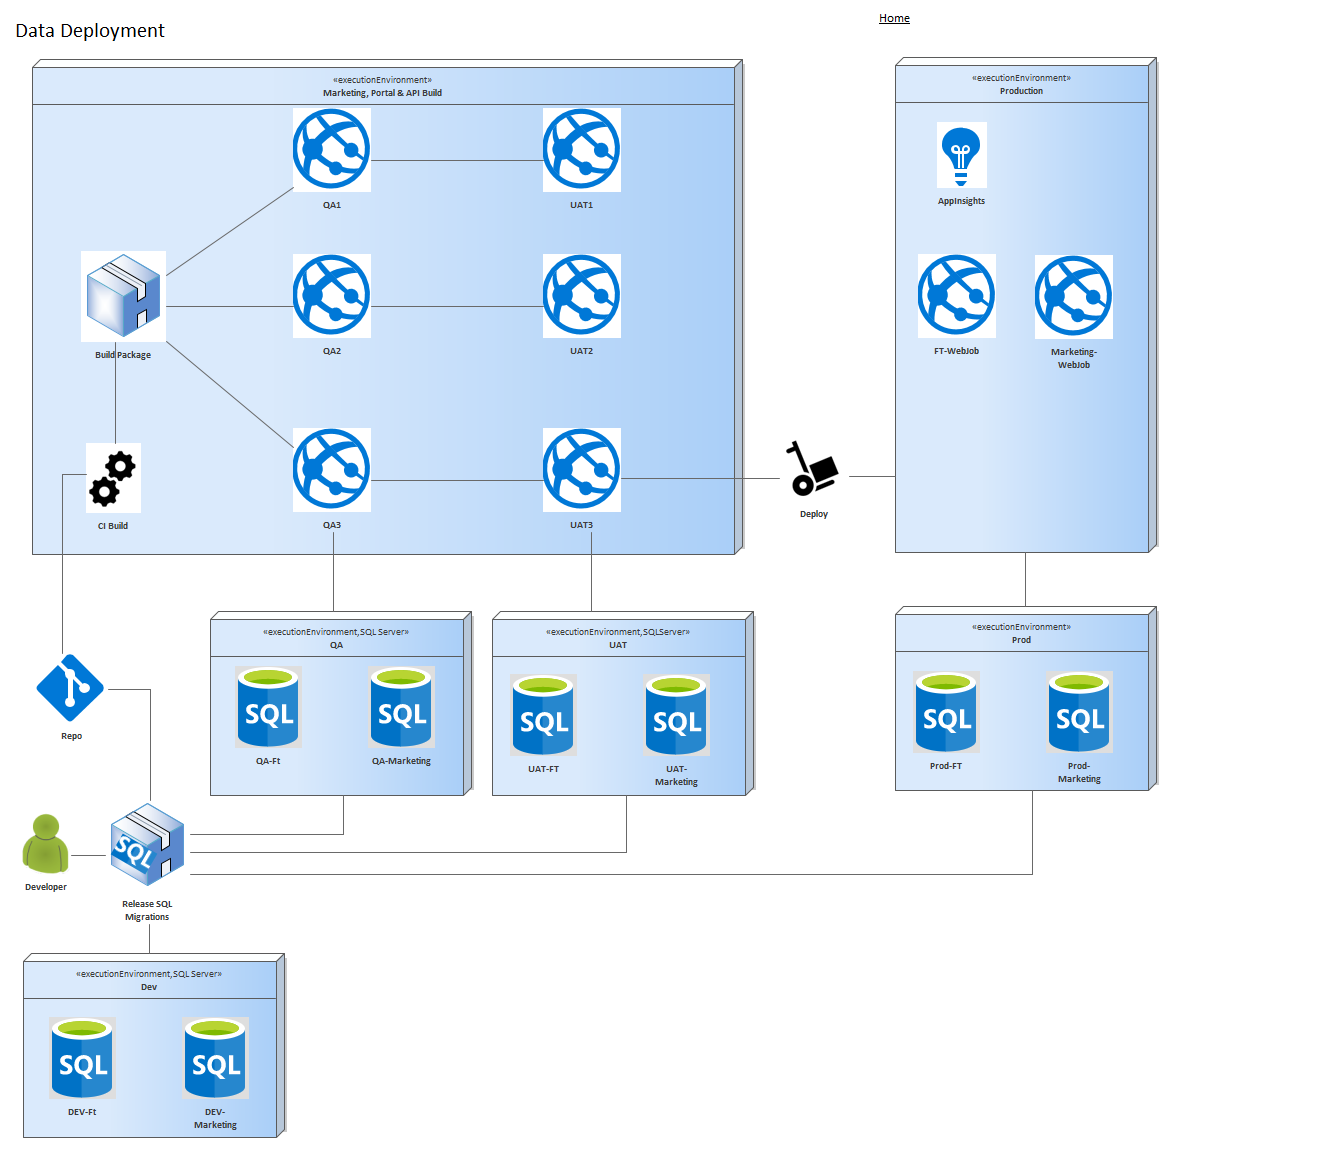 Data Deployment
Home
«executionEnvironment»
Marketing, Portal & API Build
«executionEnvironment»
Production
QA1
UAT1
AppInsights
Build Package
QA2
UAT2
FT-WebJob
Marketing-
WebJob
CI Build
QA3
UAT3
Deploy
«executionEnvironment,SQL Server»
QA
«executionEnvironment,SQLServer»
UAT
«executionEnvironment»
Prod
SQL
SQL
SQL
SQL
SQL
SQL
Repo
QA-Ft
QA-Marketing
UAT-FT
UAT-
Marketing
Prod-FT
Prod-
Marketing
SQL
Developer
Release SQL
Migrations
«executionEnvironment,SQL Server»
Dev
SQL
SQL
DEV-Ft
DEV-
Marketing